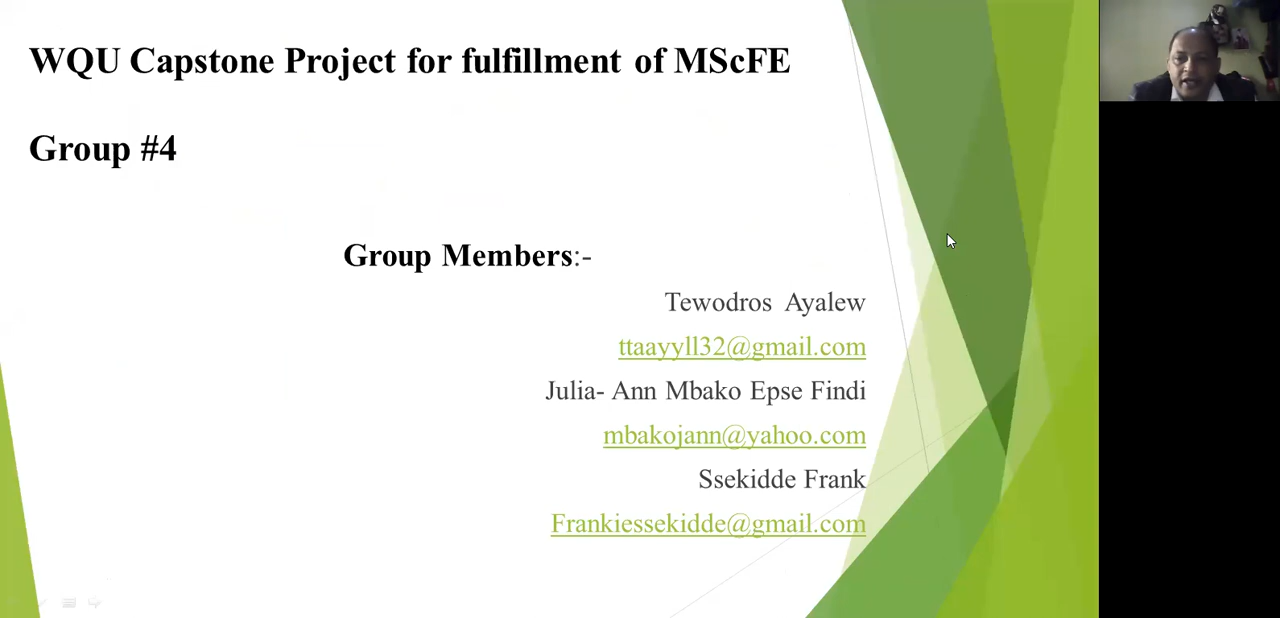 WQU Capstone Project for fulfillment of MScFE
Group #4
Group Members:-
Tewodros Ayalew
ttaayyll32@gmail.com
Julia- Ann Mbako Epse Findi
mbakojann@yahoo.com
Ssekidde Frank
Frankiessekidde@gmail.com